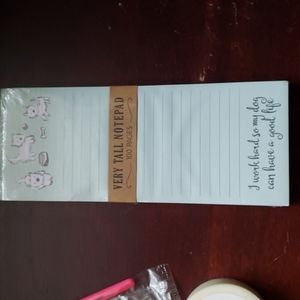 VERY TALL NOTEPAD
100 PAGES
I work hard so my dog
can have a good life